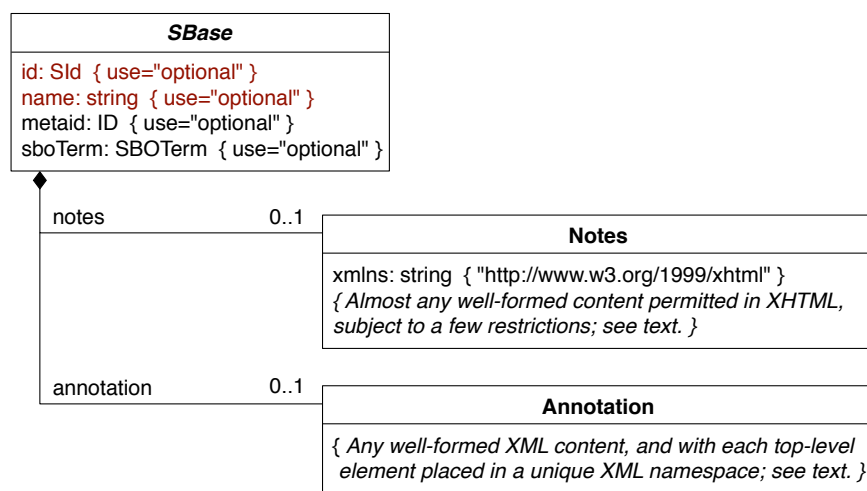 SBase
id: SId { use="optional" }
name: string { use="optional" }
metaid: ID { use="optional" }
sboTerm: SBOTerm { use="optional" }
notes 0..1
Notes
xmlns: string { "http://www.w3.org/1999/xhtml" }
{ Almost any well-formed content permitted in XHTML,
subject to a few restrictions; see text. }
annotation 0..1
Annotation
{ Any well-formed XML content, and with each top-level
element placed in a unique XML namespace; see text. }